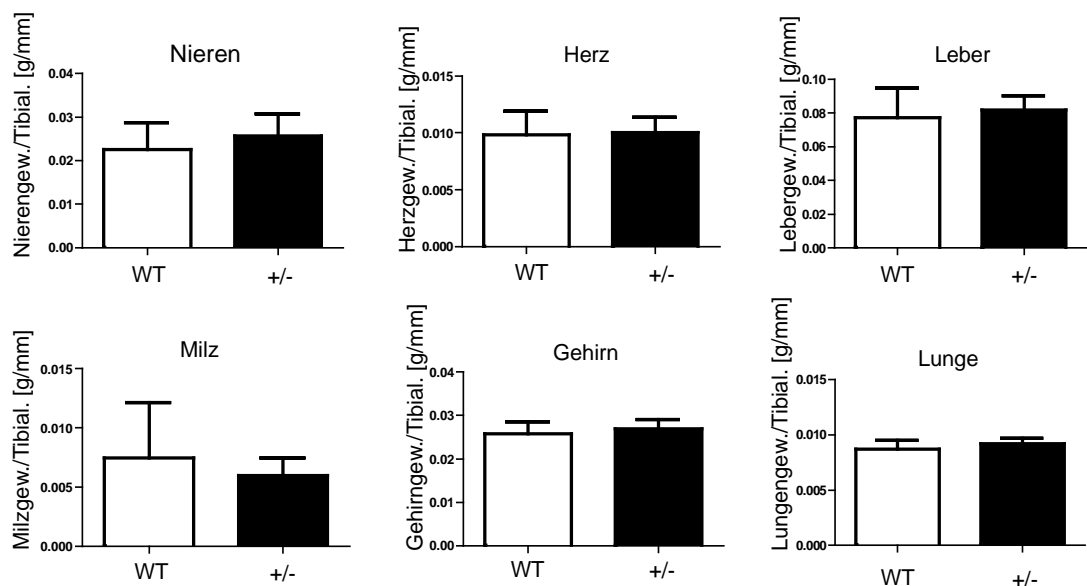 Nieren
Nierengew./Tibial. [g/mm]
0.04
0.03
0.02
0.01
0.00
WT
+/-
Herz
Herzgew./Tibial. [g/mm]
0.015
0.010
0.005
0.000
WT
+/-
Leber
Lebergew./Tibial. [g/mm]
0.10
0.08
0.06
0.04
0.02
0.00
WT
+/-
Milz
Milzgew./Tibial. [g/mm]
0.015
0.010
0.005
0.000
WT
+/-
Gehirn
Gehirngew./Tibial. [g/mm]
0.04
0.03
0.02
0.01
0.00
WT
+/-
Lunge
Lungengew./Tibial. [g/mm]
0.015
0.010
0.005
0.000
WT
+/-